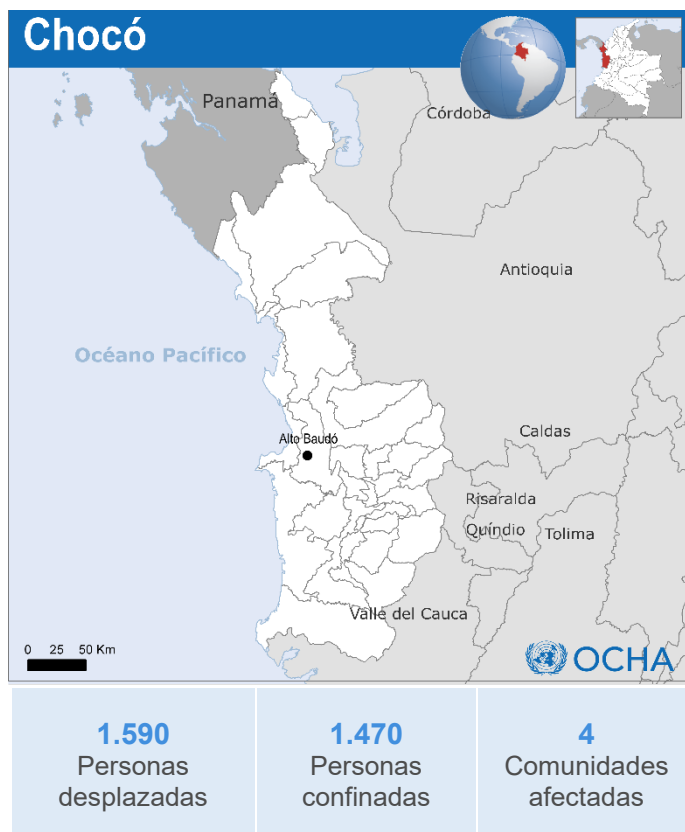 Chocó
Panamá
Córdoba
Antioquia
Océano Pacífico
Alto Baudó
Caldas
Risaralda
Quíndio
Tolima
Valle del Cauca
0 25 50 Km
OCHA
1.590
Personas
desplazadas
1.470
Personas
confinadas
4
Comunidades
afectadas